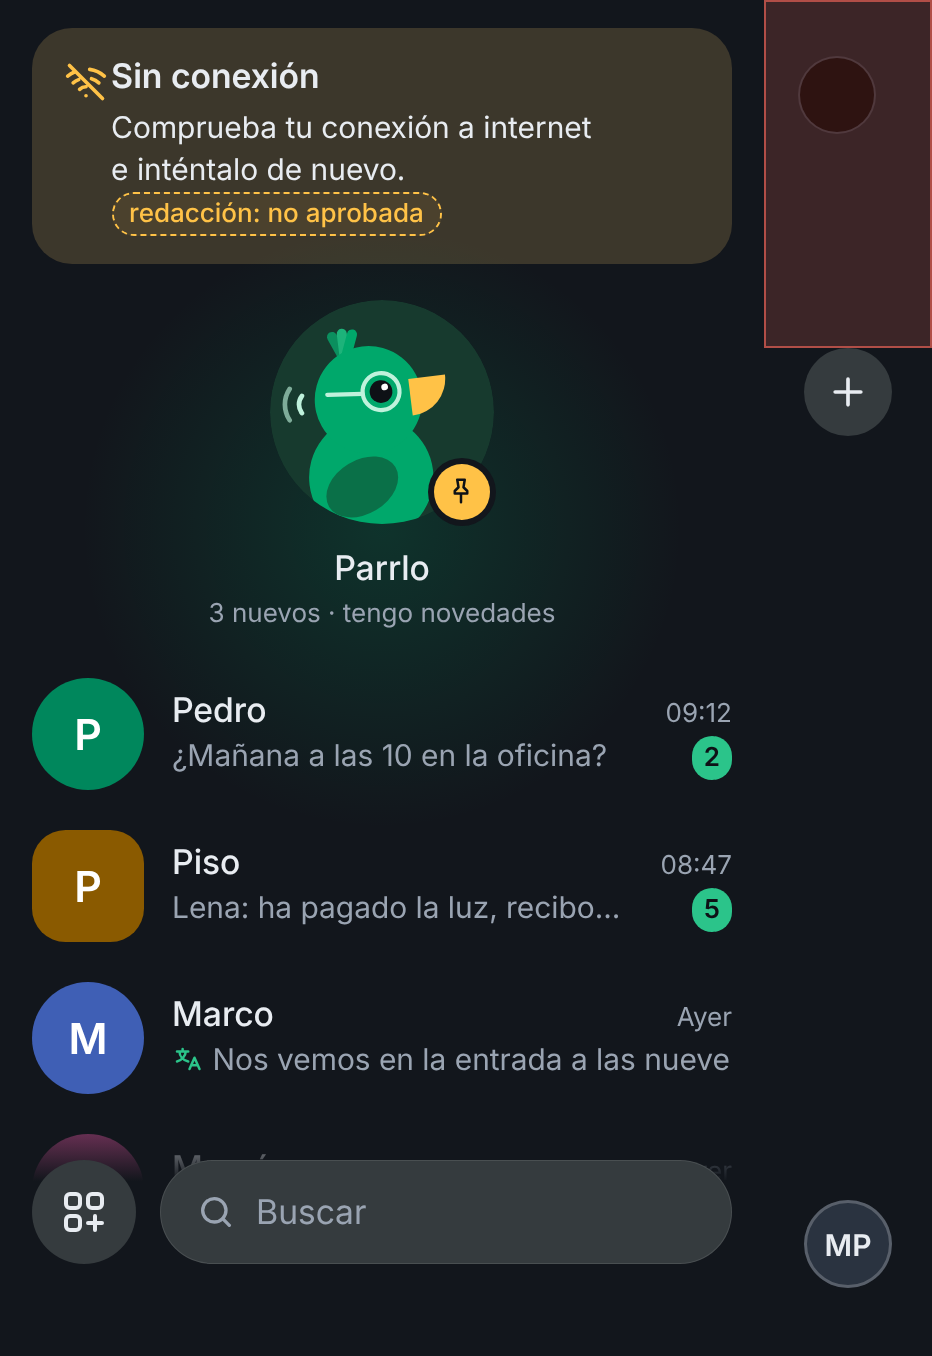 Sin conexión
Comprueba tu conexión a internet
e inténtalo de nuevo.
redacción: no aprobada
Parrlo
3 nuevos · tengo novedades
P
Pedro
09:12
¿Mañana a las 10 en la oficina?
2
P
Piso
08:47
Lena: ha pagado la luz, recibo...
5
M
Marco
Ayer
Nos vemos en la entrada a las nueve
Buscar
MP